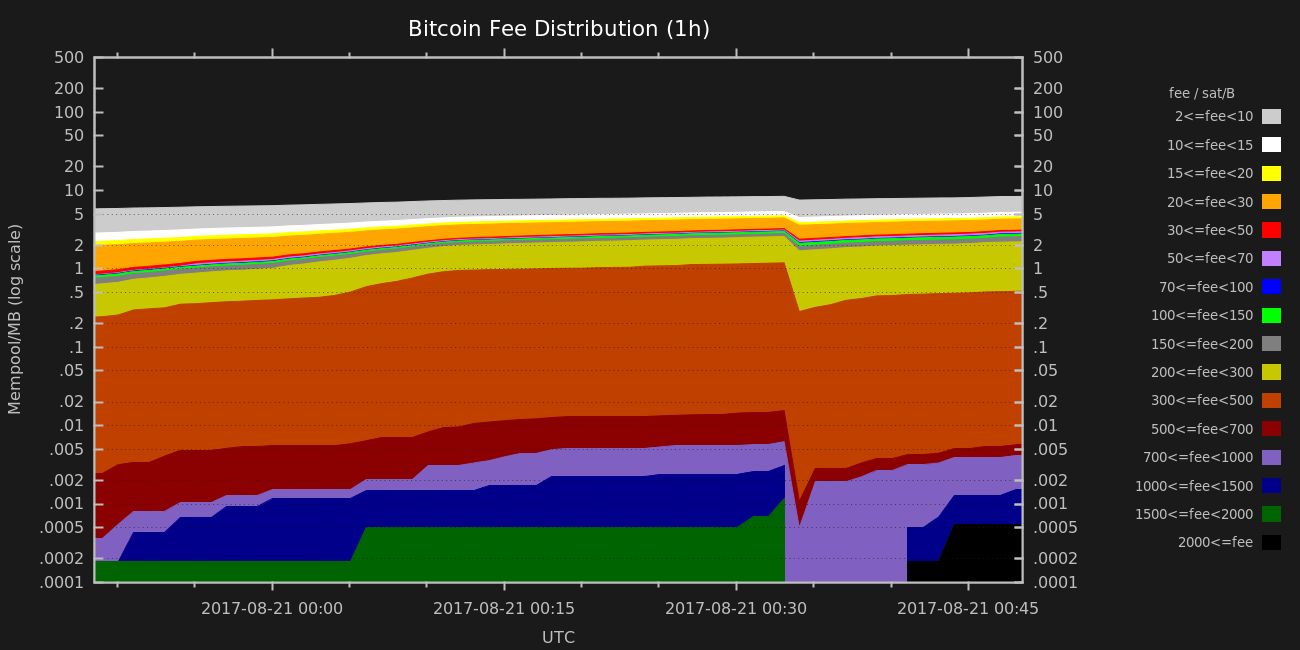 Bitcoin Fee Distribution (1h)
Mempool/MB (log scale)
500
200
100
50
20
10
5
2
1
.5
.2
.1
.05
.02
.01
.005
.002
.001
.0005
.0002
.0001
500
200
100
50
20
10
5
2
1
.5
.2
.1
.05
.02
.01
.005
.002
.001
.0005
.0002
.0001
2017-08-21 00:00 2017-08-21 00:15 2017-08-21 00:30 2017-08-21 00:45
UTC
fee / sat/B
2<=fee<10
10<=fee<15
15<=fee<20
20<=fee<30
30<=fee<50
50<=fee<70
70<=fee<100
100<=fee<150
150<=fee<200
200<=fee<300
300<=fee<500
500<=fee<700
700<=fee<1000
1000<=fee<1500
1500<=fee<2000
2000<=fee